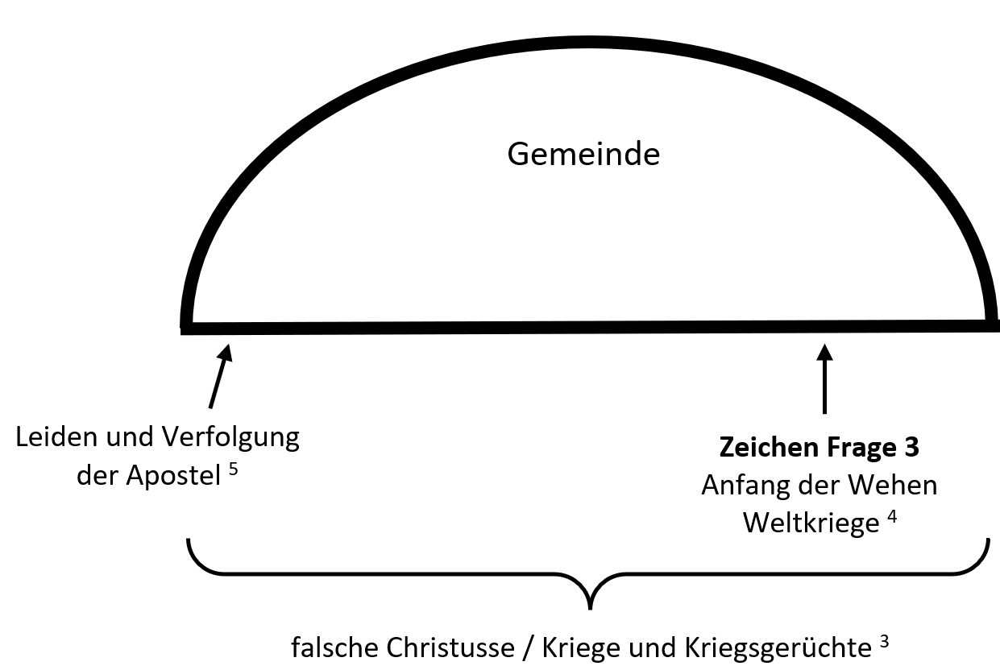 Gemeinde
Leiden und Verfolgung
der Apostel ⁵
Zeichen Frage 3
Anfang der Wehen
Weltkriege ⁴
falsche Christusse / Kriege und Kriegsgerüchte ³